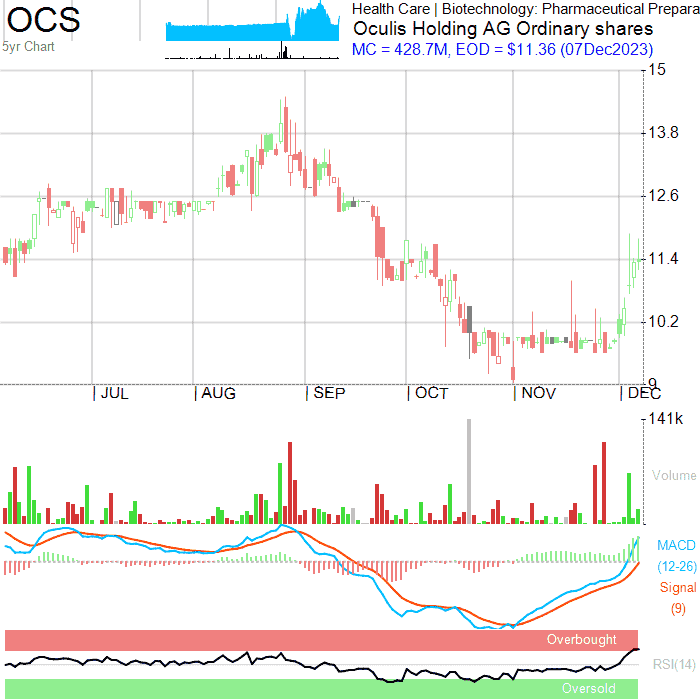 OCS
5yr Chart
Health Care | Biotechnology: Pharmaceutical Prepara
Oculis Holding AG Ordinary shares
MC = 428.7M, EOD = $11.36 (07Dec2023)
15
13.8
12.6
11.4
10.2
9
JUL
AUG
SEP
OCT
NOV
DEC
141k
Volume
MACD
(12-26)
Signal
(9)
Overbought
RSI(14)
Oversold